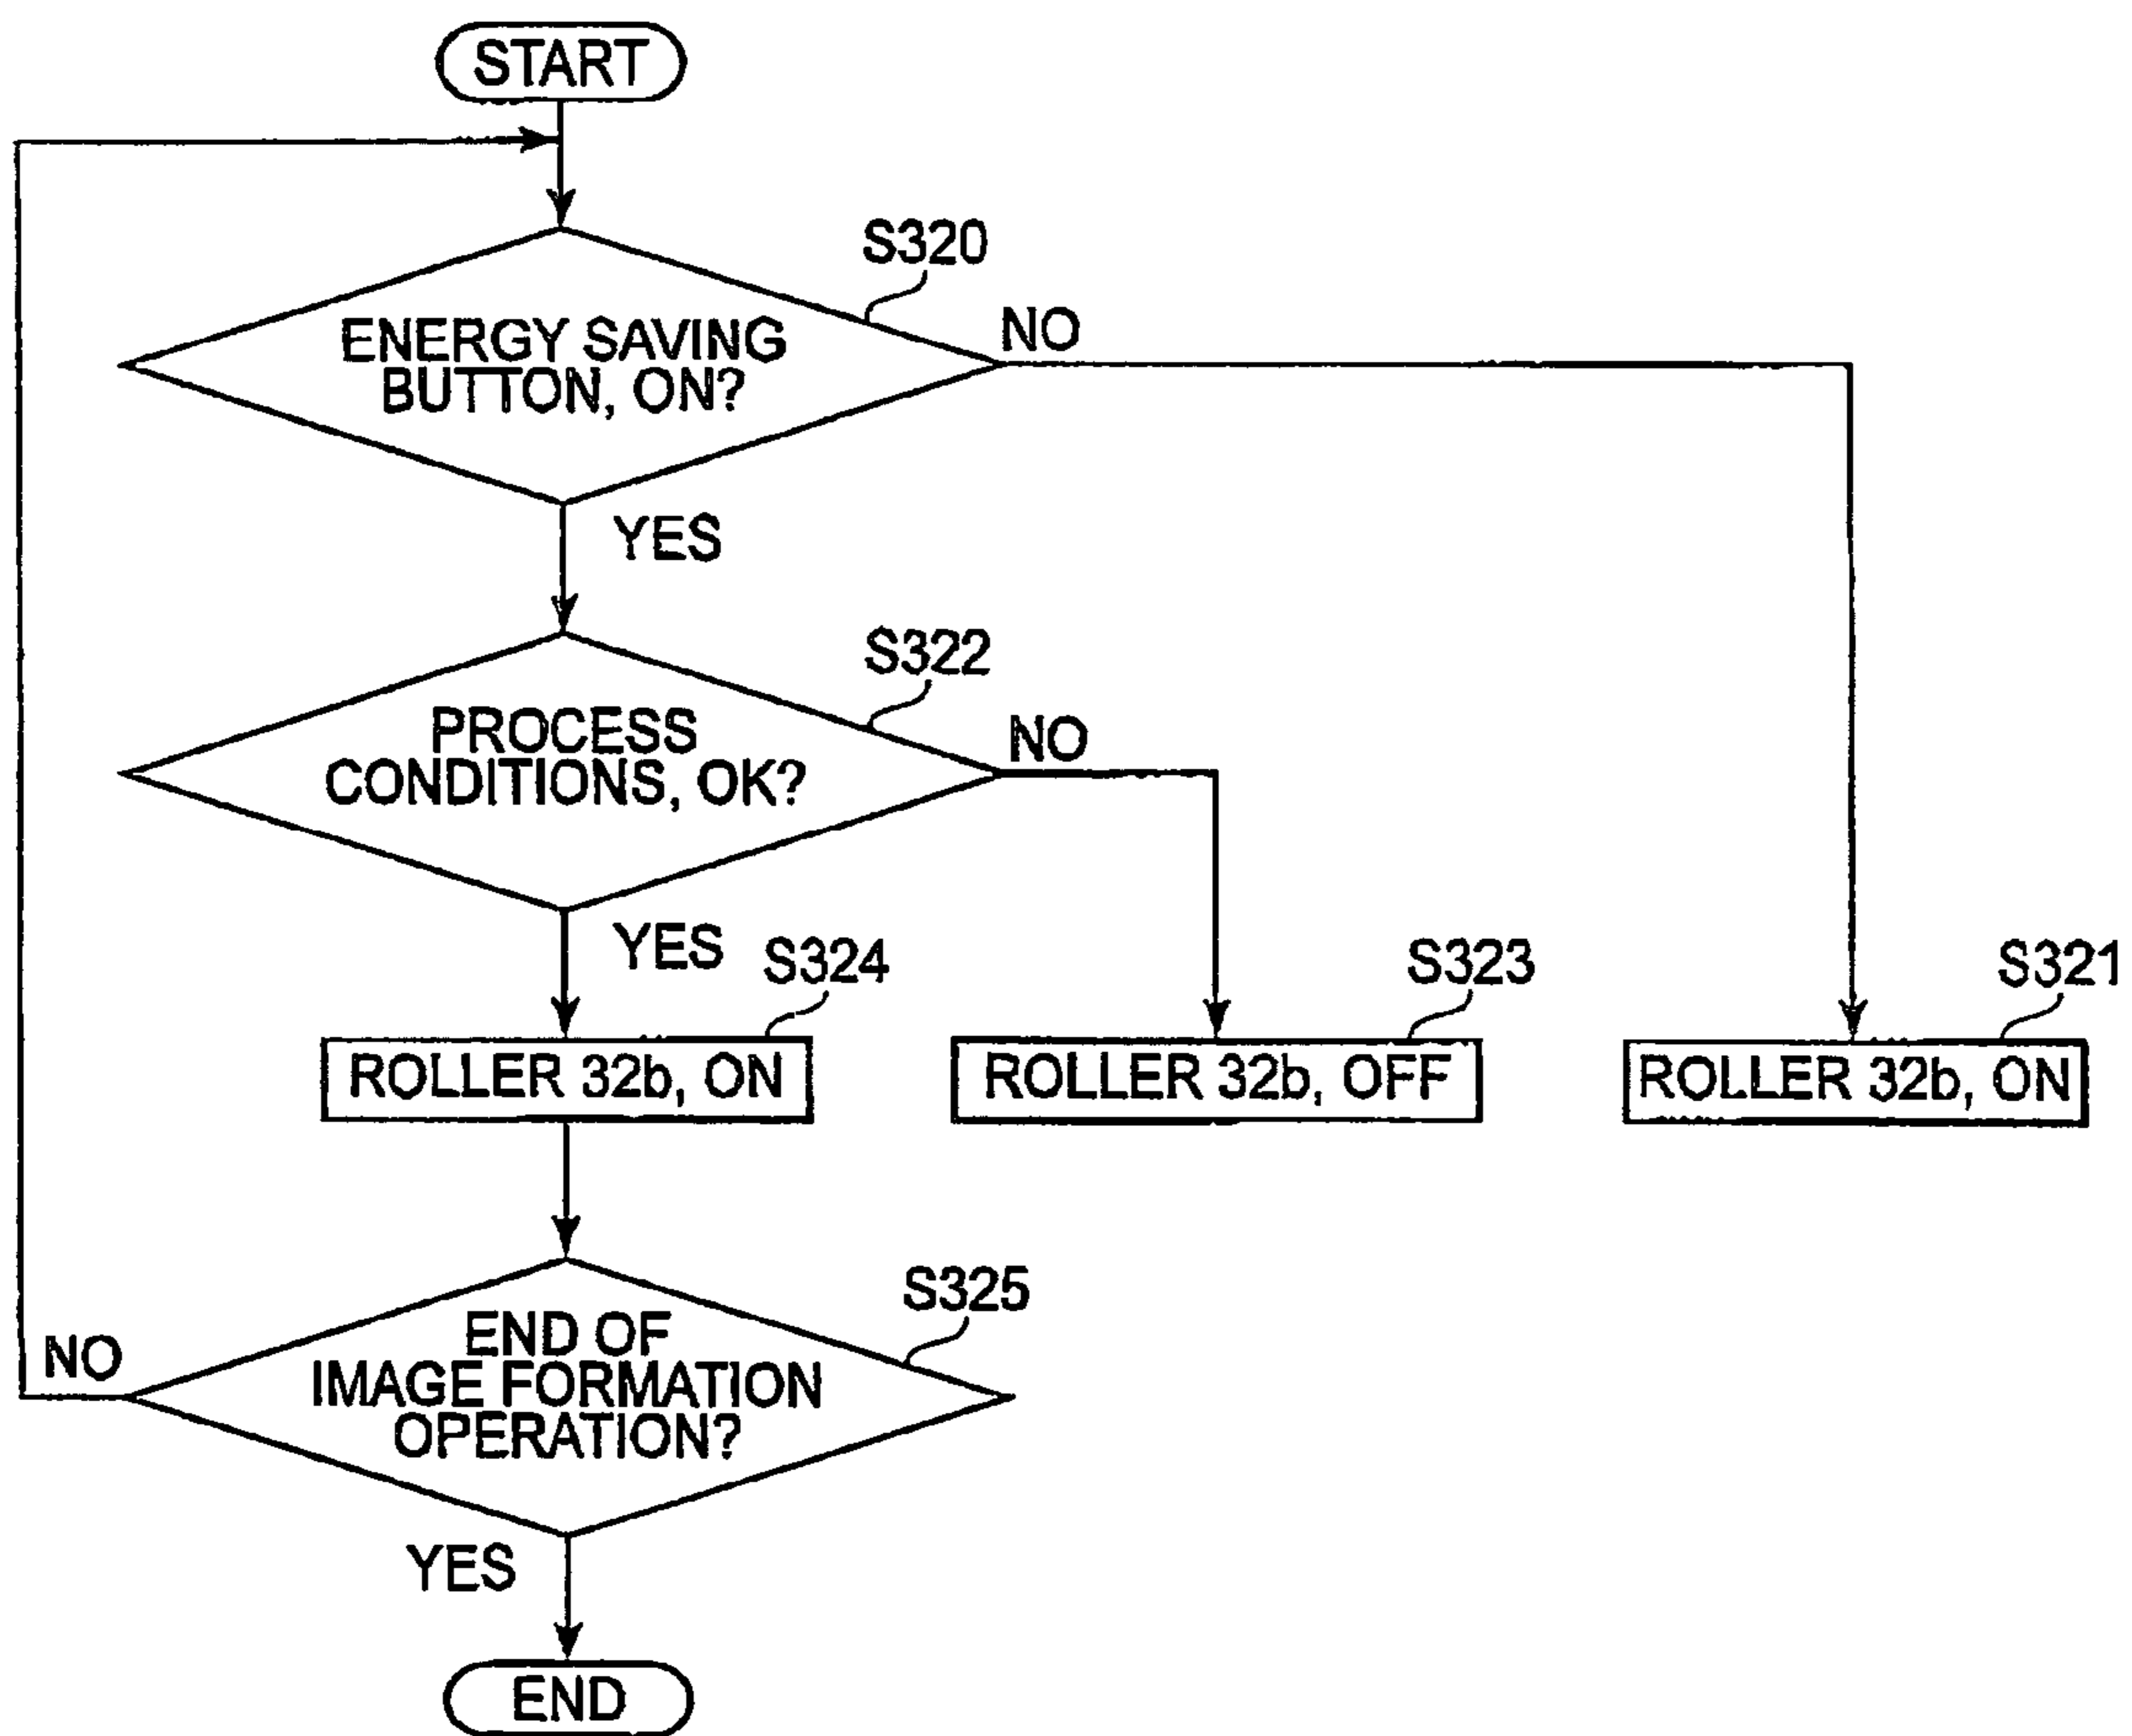 START
S320
ENERGY SAVING
BUTTON, ON?
NO
YES
S322
PROCESS
CONDITIONS, OK?
NO
YES
S324
S323
S321
ROLLER 32b, ON
ROLLER 32b, OFF
ROLLER 32b, ON
S325
END OF
IMAGE FORMATION
OPERATION?
NO
YES
END